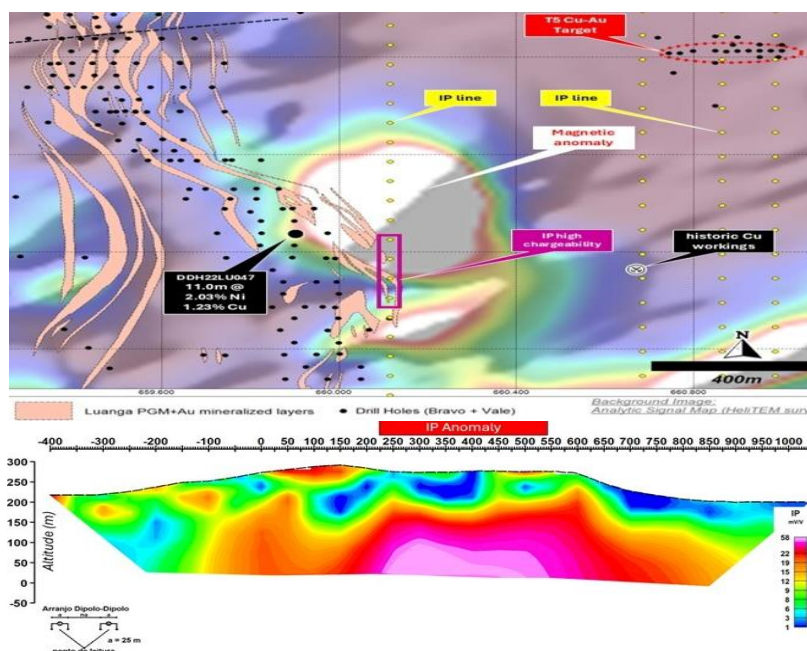 T5 Cu-Au
Target
IP line
IP line
Magnetic
anomaly
IP high
chargeability
historic Cu
workings
DDH22LU047
11.0m @
2.03% Ni
1.23% Cu
N
400m
659.600
660.000
660.400
660.800
Luanga PGM+Au mineralized layers
Drill Holes (Bravo + Vale)
Background Image:
Analytic Signal Map (HeliTEM surv
IP Anomaly
-400 -300 -200 -100 0 50 100 150 200 250 300 350 400 450 500 550 600 650 700 750 800 850 900 1000
300
250
200
150
100
50
0
-50
Altitude (m)
IP
mV/V
58
22
19
16
12
9
8
6
3
1
Arranjo Dipolo-Dipolo
a na a
a = 25 m